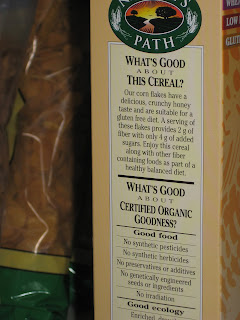 PATH
WHAT'S GOOD
ABOUT
THIS CEREAL?
Our corn flakes have a
delicious, crunchy honey
taste and are suitable for a
gluten free diet. A serving of
these flakes provides 2 g of
fiber with only 4 g of added
sugars. Enjoy this cereal
along with other fiber
containing foods as part of a
healthy balanced diet.
WHAT'S GOOD
ABOUT
CERTIFIED ORGANIC
GOODNESS?
Good food
No synthetic pesticides
No synthetic herbicides
No preservatives or additives
No genetically engineered
seeds or ingredients
No irradiation
Good ecology
LOW